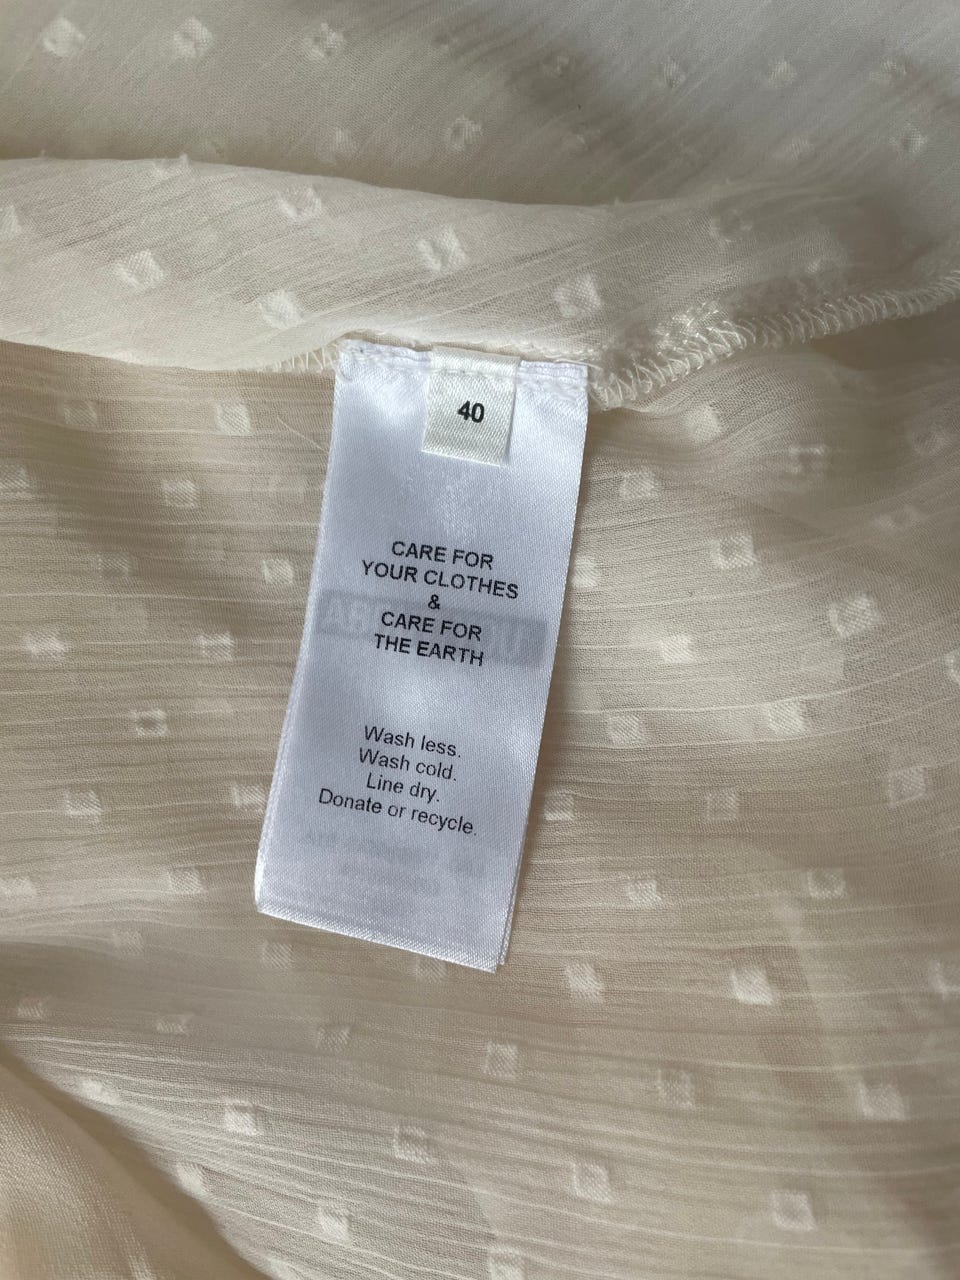 40
CARE FOR
YOUR CLOTHES
&
CARE FOR
THE EARTH
Wash less.
Wash cold.
Line dry.
Donate or recycle.